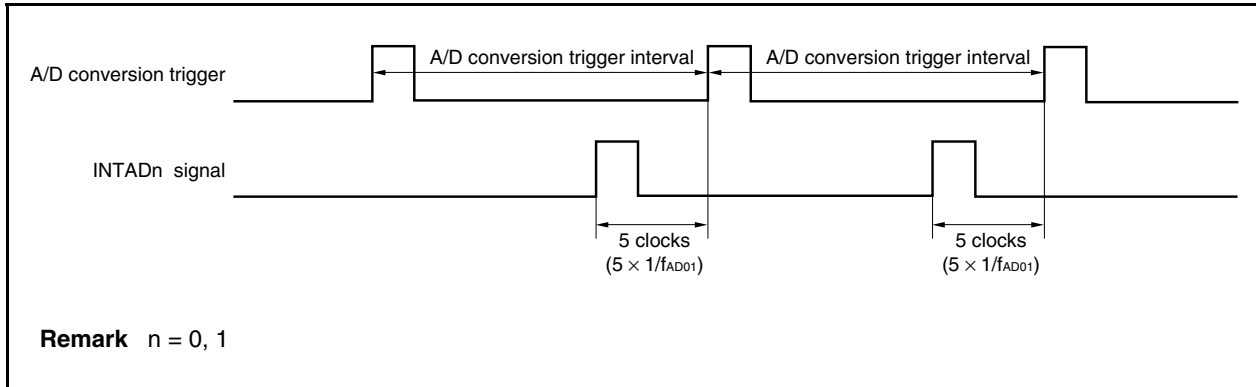 A/D conversion trigger
A/D conversion trigger interval
A/D conversion trigger interval
INTADn signal
5 clocks
(5 × 1/fAD01)
5 clocks
(5 × 1/fAD01)
Remark n = 0, 1